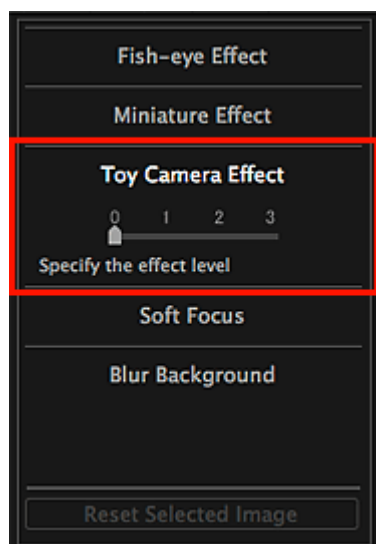 Fish-eye Effect
Miniature Effect
Toy Camera Effect
0 1 2 3
Specify the effect level
Soft Focus
Blur Background
Reset Selected Image